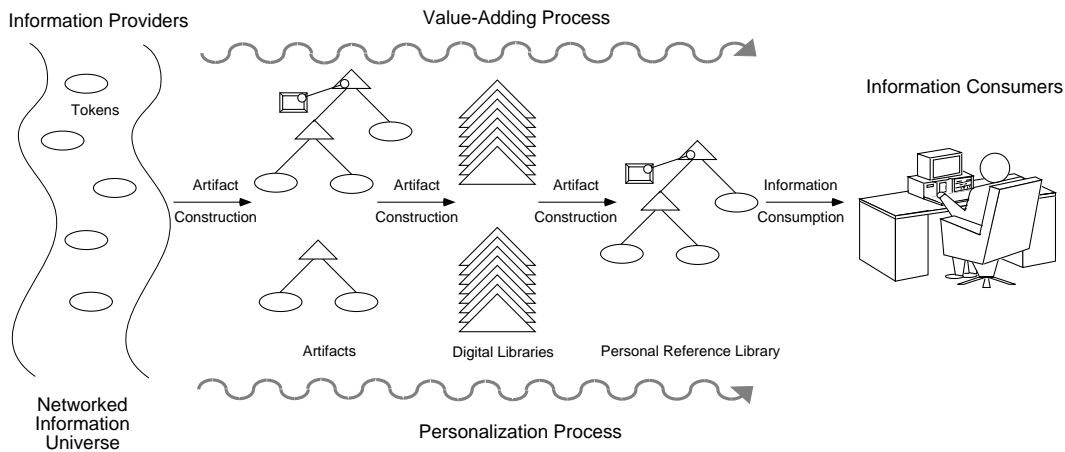 Information Providers
Value-Adding Process
Information Consumers
Tokens
Artifact
Construction
Artifact
Construction
Artifact
Construction
Information
Consumption
Artifacts
Digital Libraries
Personal Reference Library
Networked
Information
Universe
Personalization Process